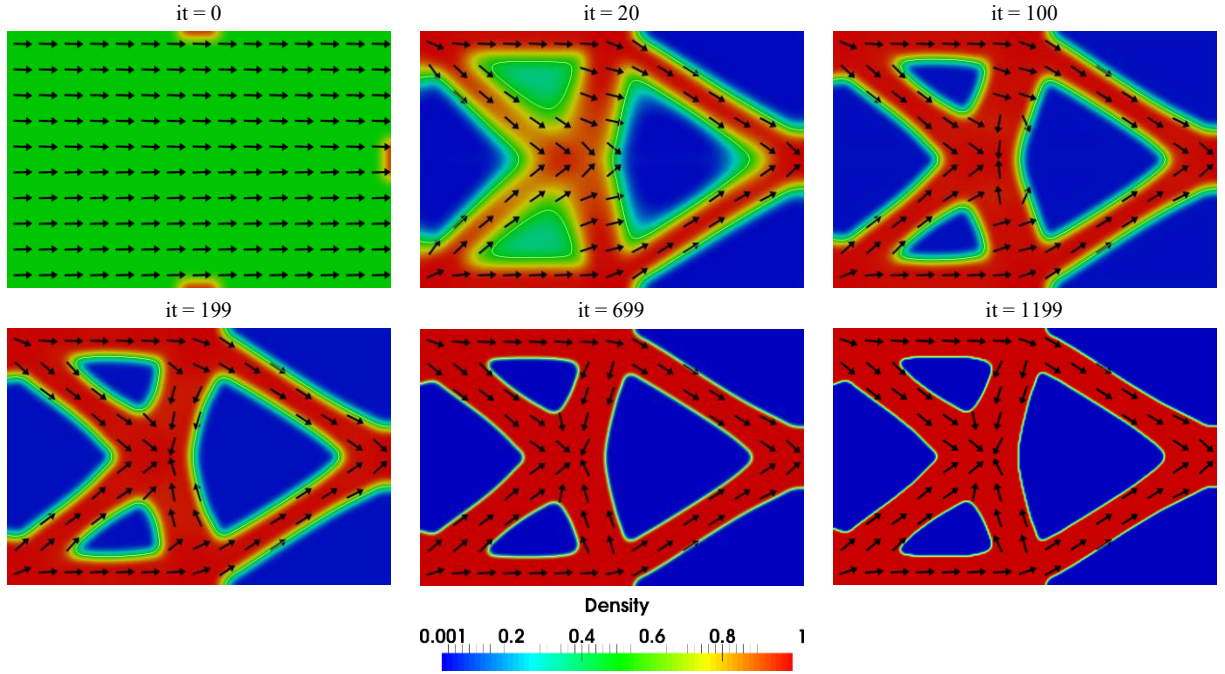 it = 0 it = 20 it = 100
it = 199 it = 699 it = 1199
Density
0.001 0.2 0.4 0.6 0.8 1